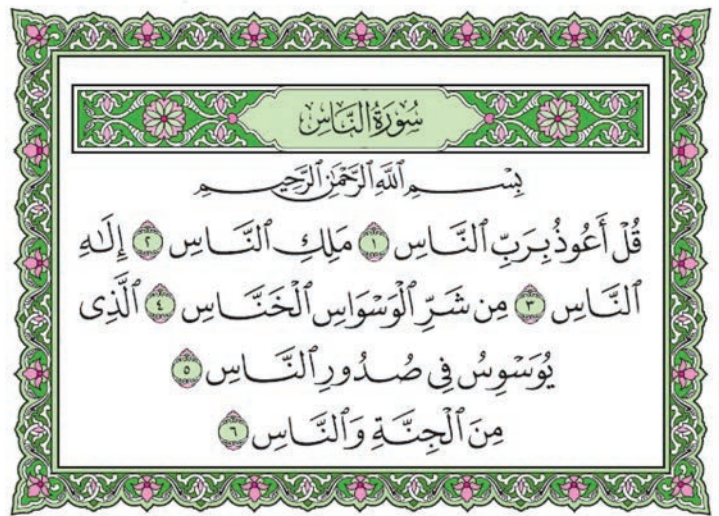 سُورَةُ النَّاسِ
بِسْمِ ٱللَّهِ ٱلرَّحْمَٰنِ ٱلرَّحِيمِ
قُلْ أَعُوذُ بِرَبِّ ٱلنَّاسِ ١ مَلِكِ ٱلنَّاسِ ٢ إِلَٰهِ
ٱلنَّاسِ ٣ مِن شَرِّ ٱلْوَسْوَاسِ ٱلْخَنَّاسِ ٤ ٱلَّذِى
يُوَسْوِسُ فِى صُدُورِ ٱلنَّاسِ ٥
مِنَ ٱلْجِنَّةِ وَٱلنَّاسِ ٦